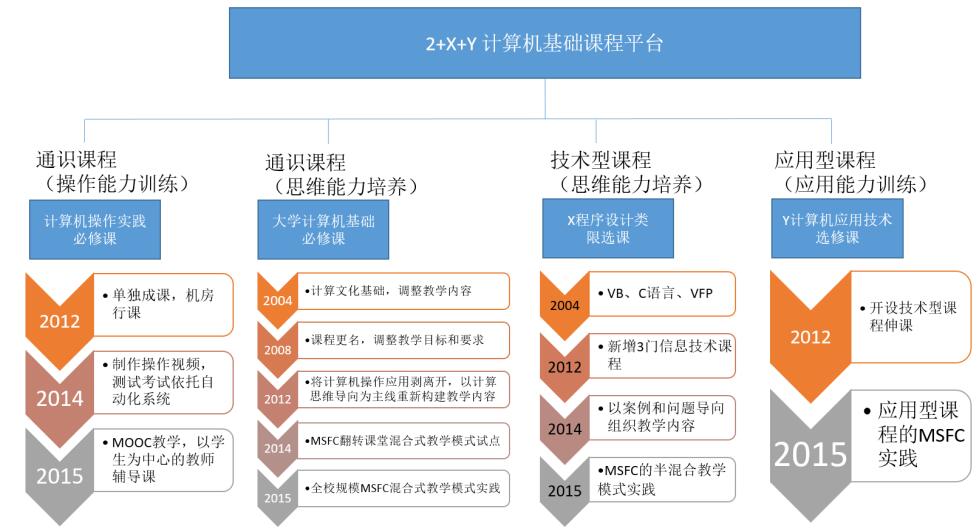 2+X+Y 计算机基础课程平台
通识课程
（操作能力训练）
计算机操作实践
必修课
2012
• 单独成课，机房
行课
2014
• 制作操作视频，
测试考试依托自
动化系统
2015
• MOOC教学，以学
生为中心的教师
辅导课
通识课程
（思维能力培养）
大学计算机基础
必修课
2004
•计算文化基础，调整教学内容
2008
•课程更名，调整教学目标和要求
2012
•将计算机操作应用剥离开，以计算
思维导向为主线重新构建教学内容
2014
•MSFC翻转课堂混合式教学模式试点
2015
•全校规模MSFC混合式教学模式实践
技术型课程
（思维能力培养）
X程序设计类
限选课
2004
• VB、C语言、VFP
2012
• 新增3门信息技术课
程
2014
• 以案例和问题导向
组织教学内容
2015
•MSFC的半混合教学
模式实践
应用型课程
（应用能力训练）
Y计算机应用技术
选修课
2012
• 开设技术型课
程伸课
2015
• 应用型课
程的MSFC
实践